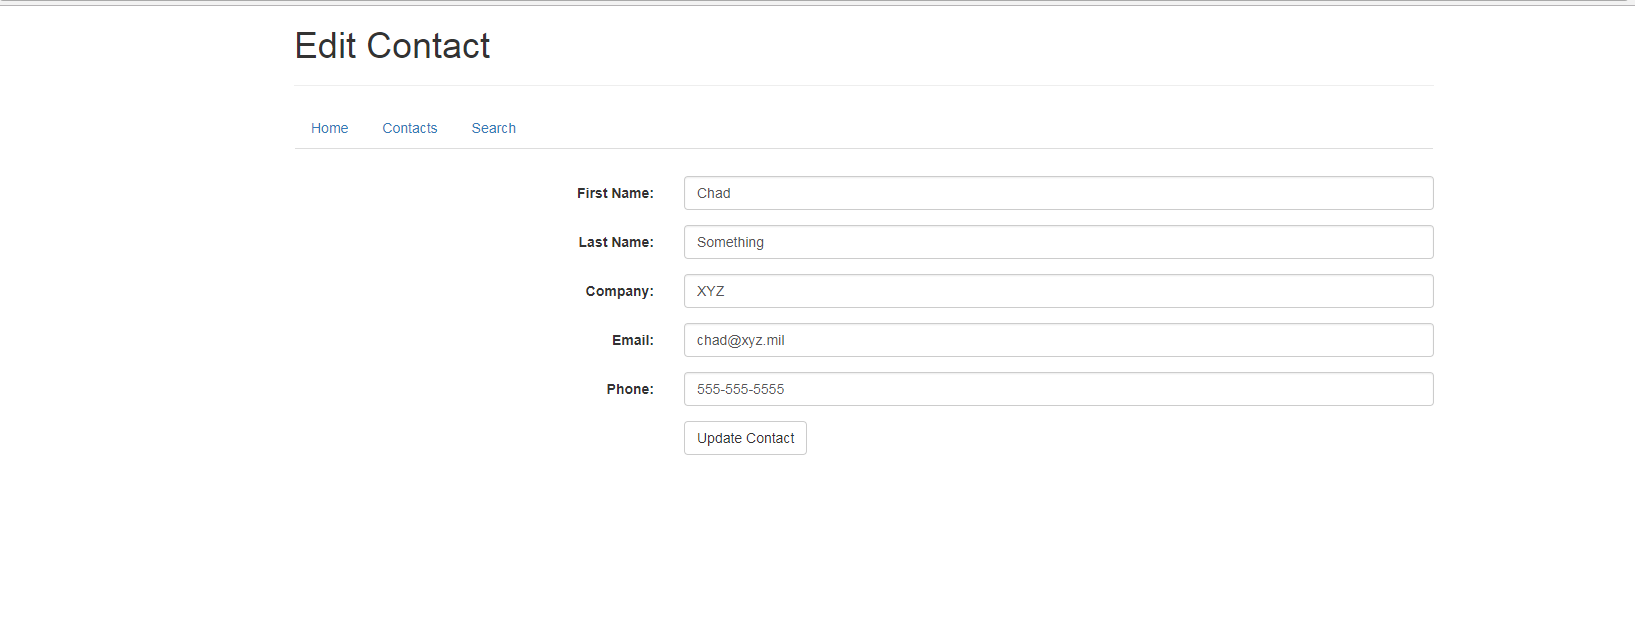 Edit Contact
Home Contacts Search
First Name: Chad
Last Name: Something
Company: XYZ
Email: chad@xyz.mil
Phone: 555-555-5555
Update Contact